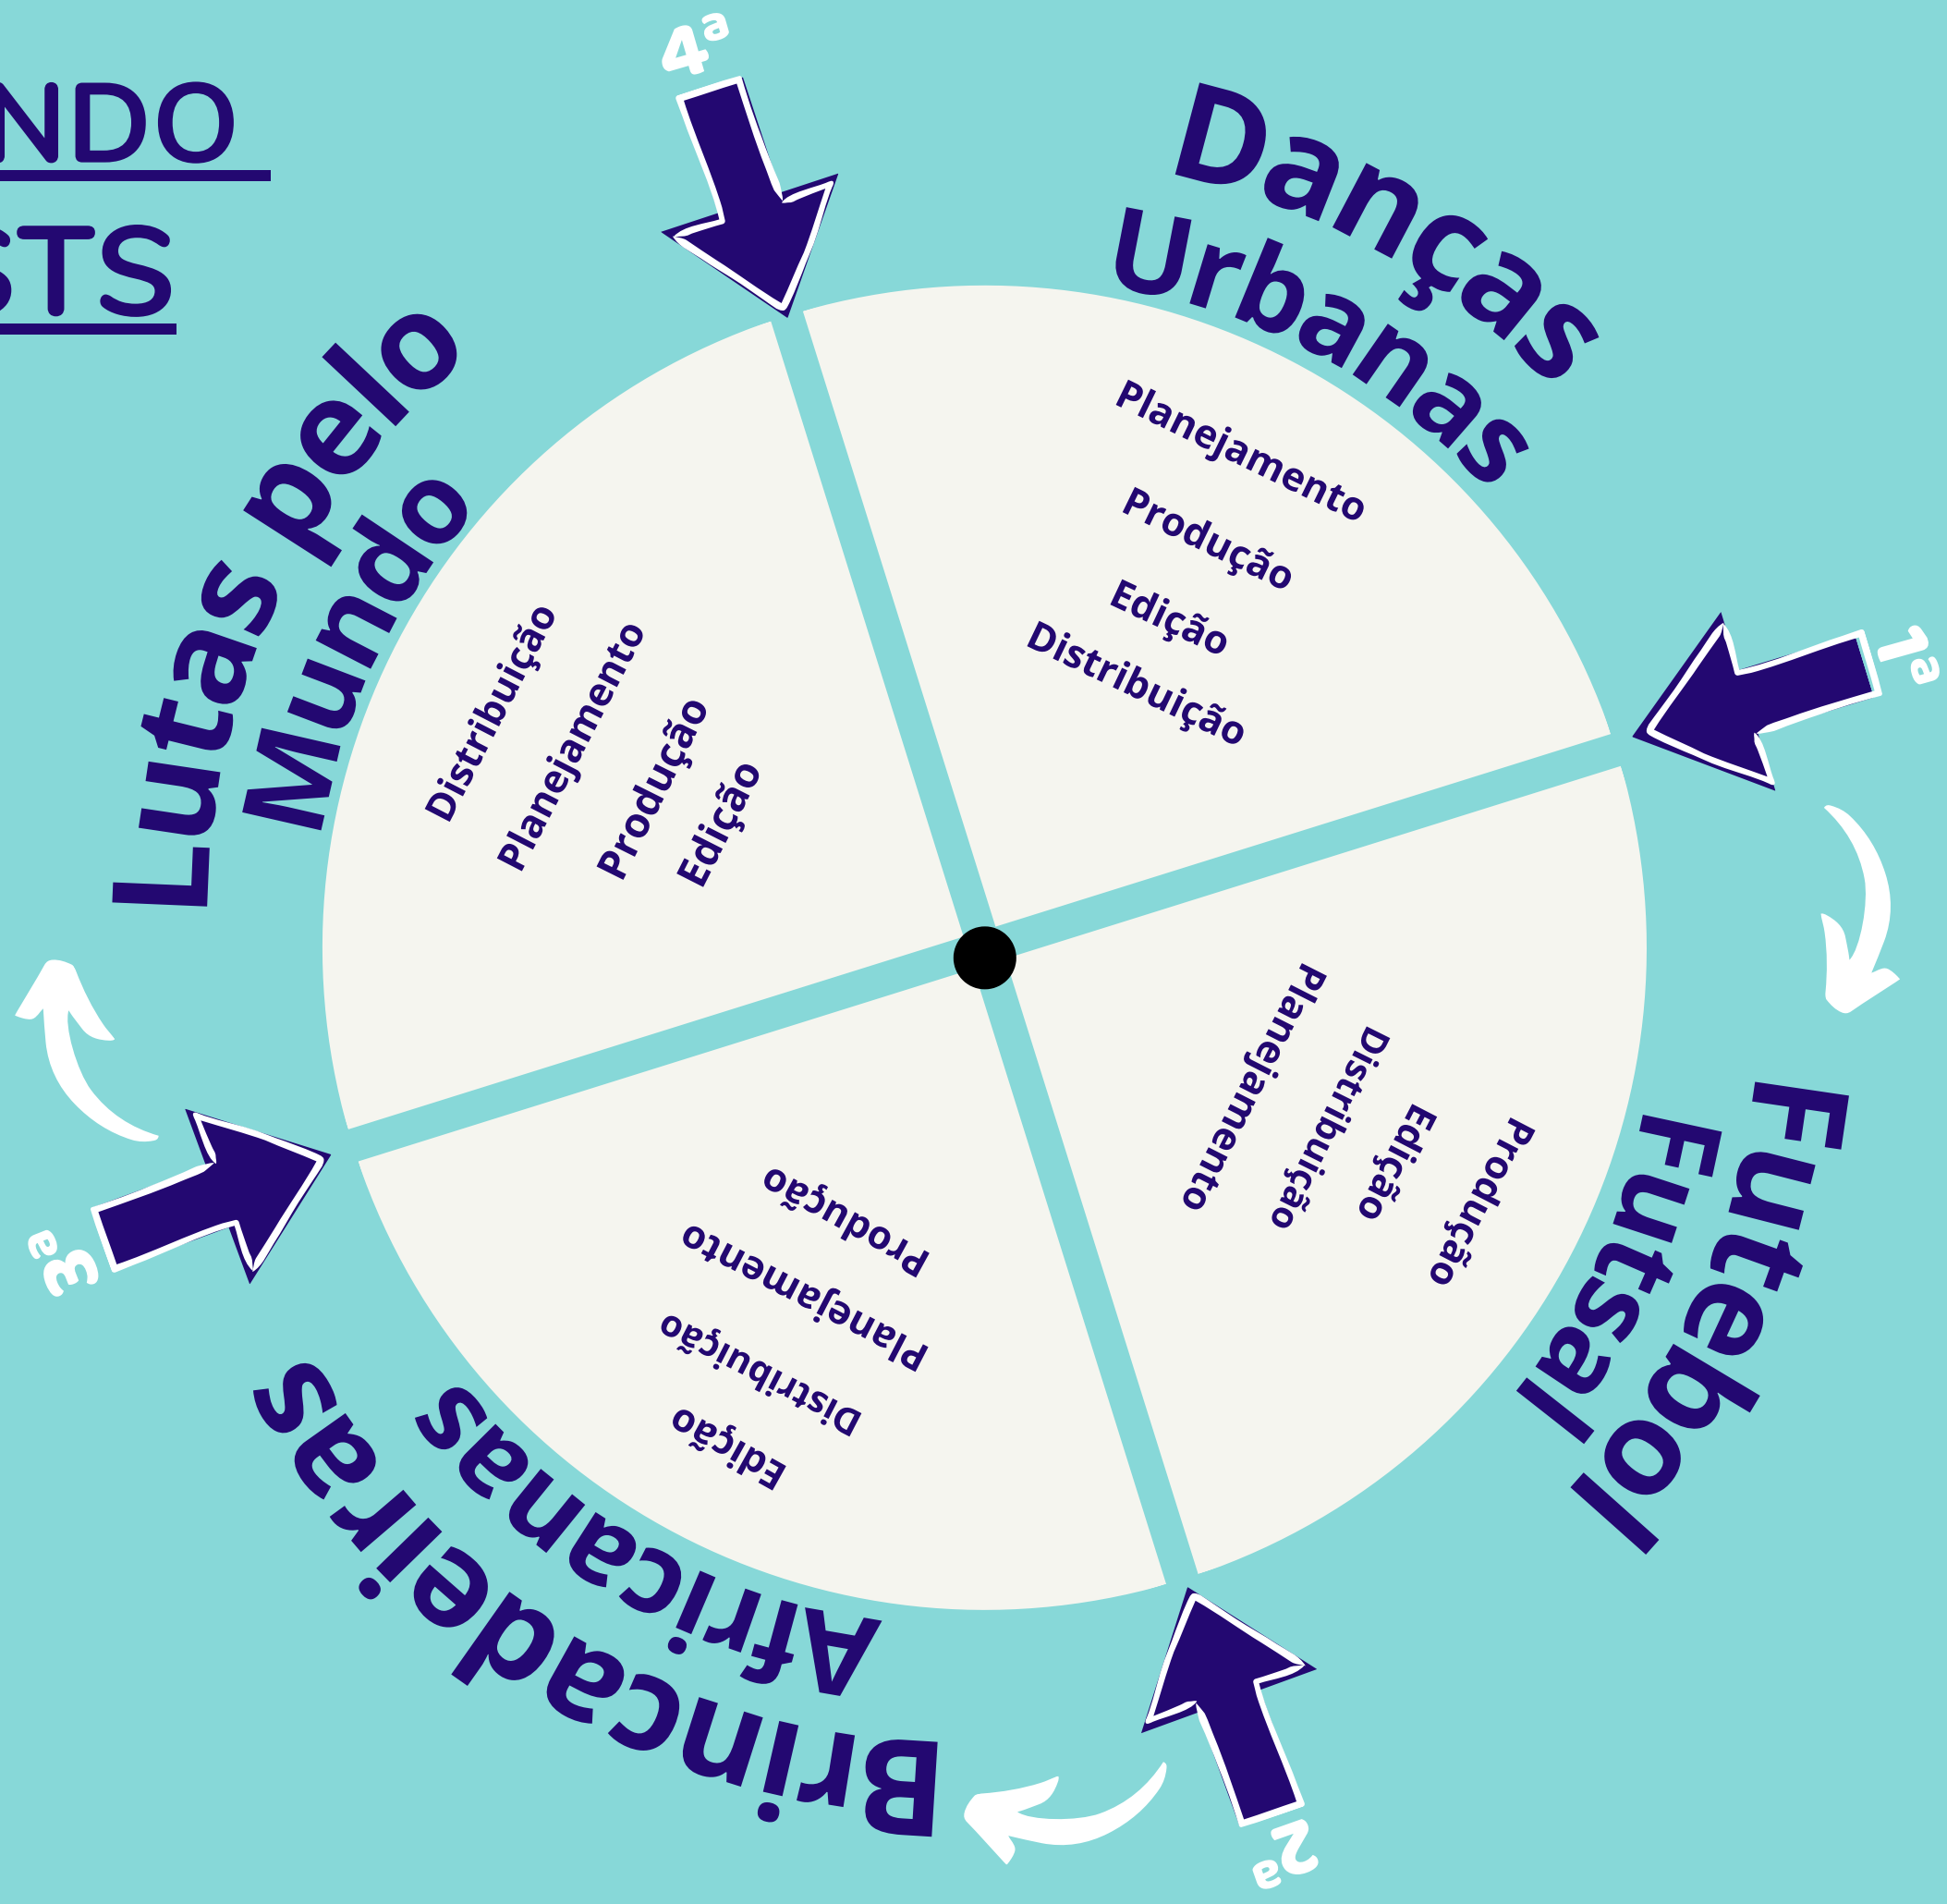 NDO
STS
4ª
Danças
Urbanas
Planejamento
Produção
Edição
Distribuição
1ª
Futebol
Futsal
Produção
Edição
Distribuição
Planejamento
2ª
Brincadeiras
Africanas
Produção
Planejamento
Distribuição
Edição
3ª
Lutas pelo
Mundo
Distribuição
Planejamento
Produção
Edição